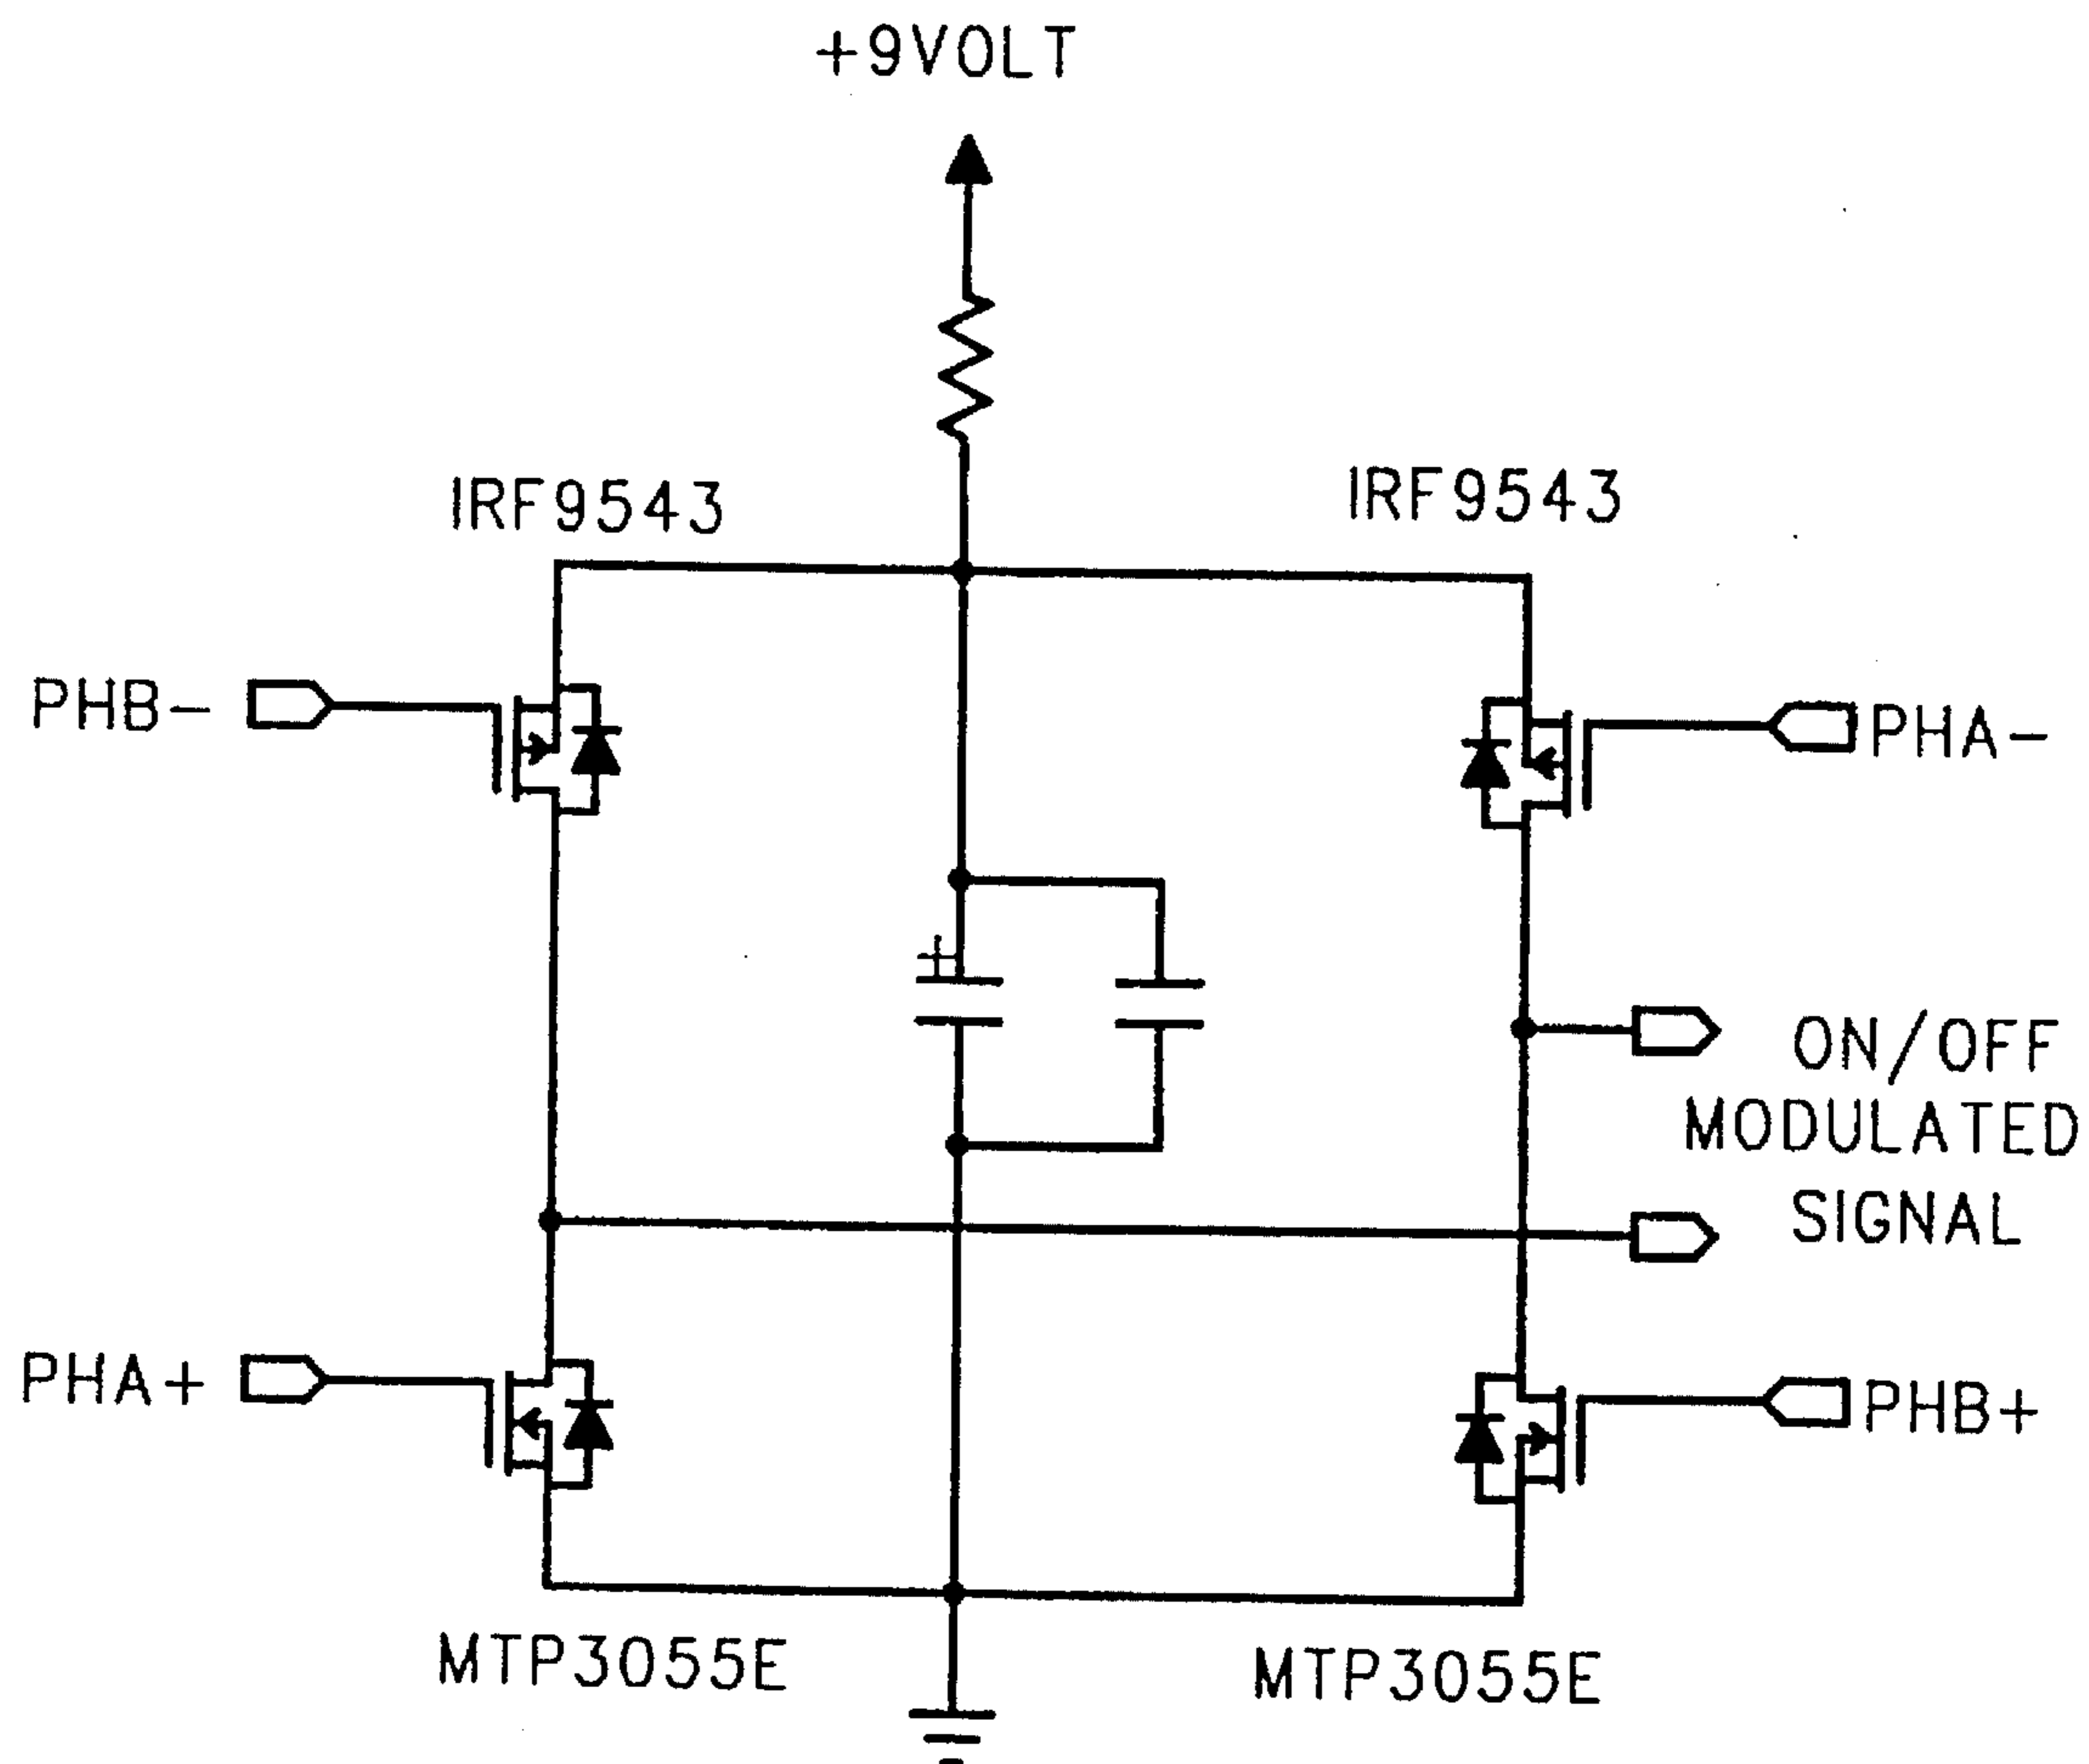 +9VOLT
IRF9543
IRF9543
PHB-
PHA-
+
ON/OFF
MODULATED
SIGNAL
PHA+
PHB+
MTP3055E
MTP3055E